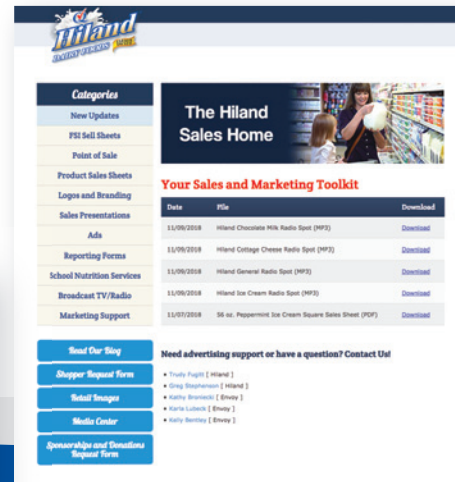 Hiland
DAIRY FOODS WIRE
Categories
New Updates
FSI Sell Sheets
Point of Sale
Product Sales Sheets
Logos and Branding
Sales Presentations
Ads
Reporting Forms
School Nutrition Services
Broadcast TV/Radio
Marketing Support
Read Our Blog
Shopper Request Form
Retail Images
Media Center
Sponsorships and Donations
Request Form
The Hiland
Sales Home
Your Sales and Marketing Toolkit
Date File Download
11/09/2018 Hiland Chocolate Milk Radio Spot (MP3) Download
11/09/2018 Hiland Cottage Cheese Radio Spot (MP3) Download
11/09/2018 Hiland General Radio Spot (MP3) Download
11/09/2018 Hiland Ice Cream Radio Spot (MP3) Download
11/07/2018 56 oz. Peppermint Ice Cream Square Sales Sheet (PDF) Download
Need advertising support or have a question? Contact Us!
• Trudy Fugitt [ Hiland ]
• Greg Stephenson [ Hiland ]
• Kathy Broniecki [ Envoy ]
• Karla Lubeck [ Envoy ]
• Kelly Bentley [ Envoy ]